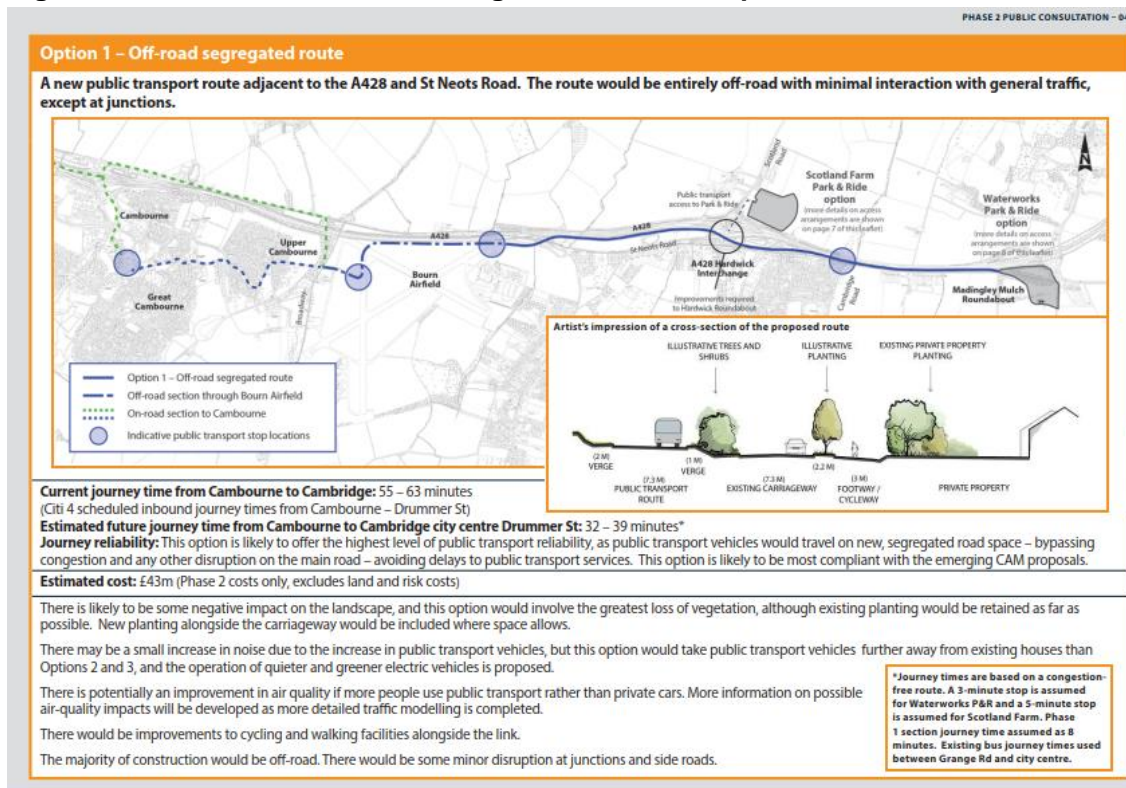 PHASE 2 PUBLIC CONSULTATION – 04
Option 1 – Off-road segregated route
A new public transport route adjacent to the A428 and St Neots Road. The route would be entirely off-road with minimal interaction with general traffic,
except at junctions.
Scotland
Road
N
Public transport
access to Park & Ride
Scotland Farm
Park & Ride
option
(more details on access
arrangements are shown
on page 7 of this leaflet)
Waterworks
Park & Ride
option
(more details on access
arrangements are shown
on page 8 of this leaflet)
Cambourne
Upper
Cambourne
A428
A428
St Neots Road
Bourn
Airfield
A428 Hardwick
Interchange
Great
Cambourne
Broadway
Improvements required
to Hardwick Roundabout
Cambridge
Road
Madingley Mulch
Roundabout
Option 1 – Off-road segregated route
Off-road section through Bourn Airfield
On-road section to Cambourne
Indicative public transport stop locations
Artist's impression of a cross-section of the proposed route
ILLUSTRATIVE TREES AND
SHRUBS
ILLUSTRATIVE
PLANTING
EXISTING PRIVATE PROPERTY
PLANTING
(2 M)
VERGE
(7.3 M)
PUBLIC TRANSPORT
ROUTE
(1 M)
VERGE
(7.3 M)
EXISTING CARRIAGEWAY
(2.2 M)
(3 M)
FOOTWAY /
CYCLEWAY
PRIVATE PROPERTY
Current journey time from Cambourne to Cambridge: 55 – 63 minutes
(Citi 4 scheduled inbound journey times from Cambourne – Drummer St)
Estimated future journey time from Cambourne to Cambridge city centre Drummer St: 32 – 39 minutes*
Journey reliability: This option is likely to offer the highest level of public transport reliability, as public transport vehicles would travel on new, segregated road space – bypassing
congestion and any other disruption on the main road – avoiding delays to public transport services. This option is likely to be most compliant with the emerging CAM proposals.
Estimated cost: £43m (Phase 2 costs only, excludes land and risk costs)
There is likely to be some negative impact on the landscape, and this option would involve the greatest loss of vegetation, although existing planting would be retained as far as
possible. New planting alongside the carriageway would be included where space allows.
There may be a small increase in noise due to the increase in public transport vehicles, but this option would take public transport vehicles further away from existing houses than
Options 2 and 3, and the operation of quieter and greener electric vehicles is proposed.
There is potentially an improvement in air quality if more people use public transport rather than private cars. More information on possible
air-quality impacts will be developed as more detailed traffic modelling is completed.
There would be improvements to cycling and walking facilities alongside the link.
The majority of construction would be off-road. There would be some minor disruption at junctions and side roads.
*Journey times are based on a congestion-
free route. A 3-minute stop is assumed
for Waterworks P&R and a 5-minute stop
is assumed for Scotland Farm. Phase
1 section journey time assumed as 8
minutes. Existing bus journey times used
between Grange Rd and city centre.